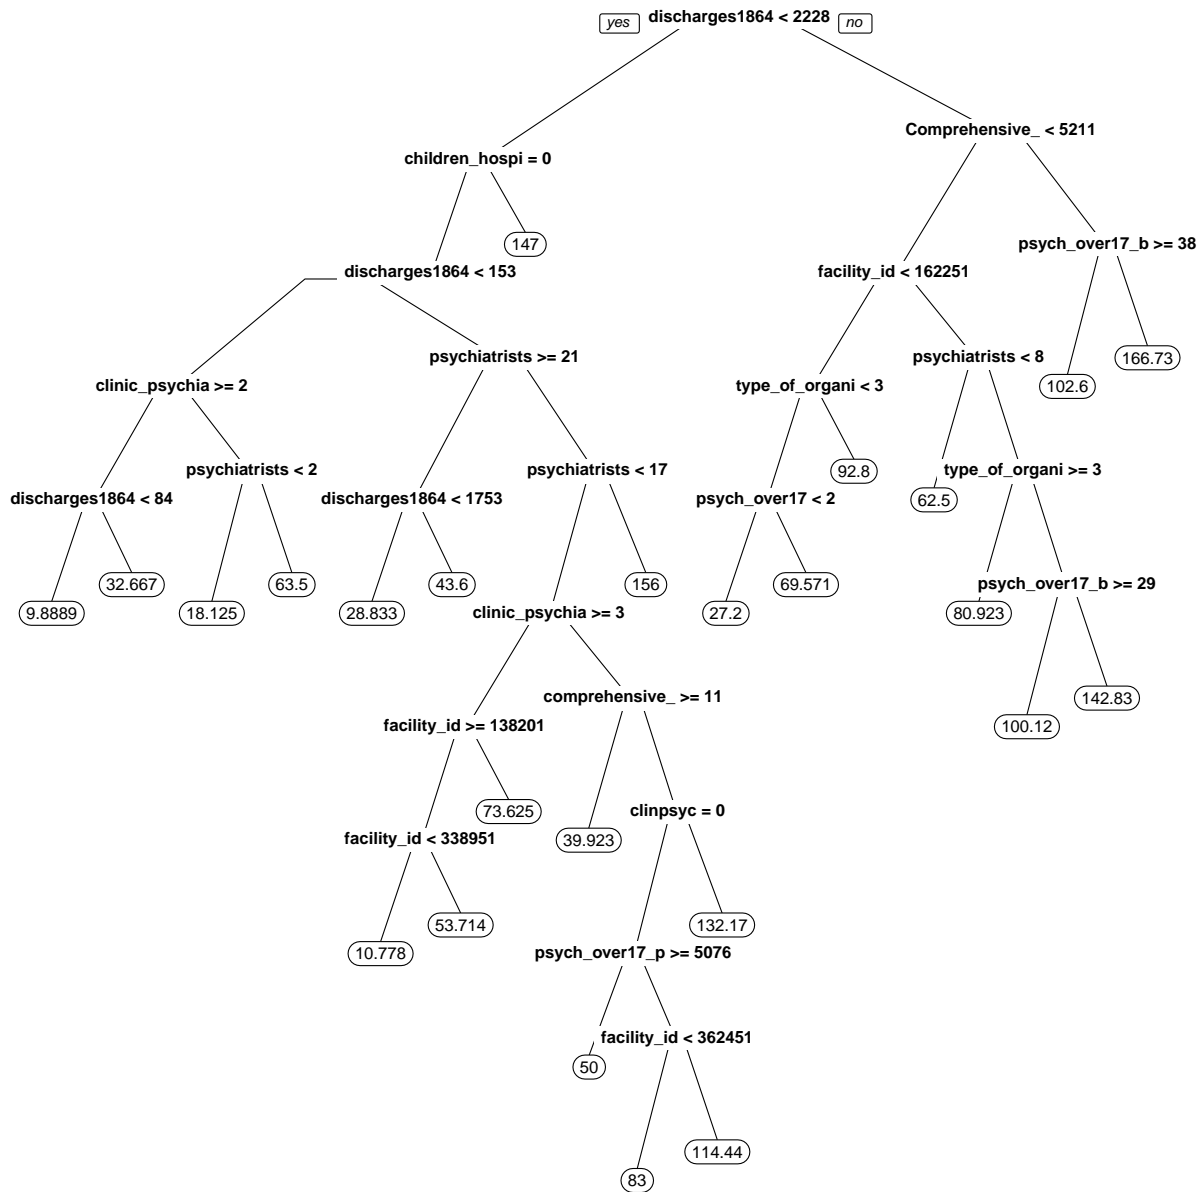 yes
discharges1864 < 2228
no
Comprehensive_ < 5211
children_hospi = 0
147
psych_over17_b >= 38
discharges1864 < 153
facility_id < 162251
psychiatrists >= 21
psychiatrists < 8
166.73
clinic_psychia >= 2
type_of_organi < 3
102.6
psychiatrists < 2
psychiatrists < 17
92.8
type_of_organi >= 3
discharges1864 < 84
discharges1864 < 1753
psych_over17 < 2
62.5
32.667
63.5
43.6
156
69.571
psych_over17_b >= 29
9.8889
18.125
28.833
clinic_psychia >= 3
27.2
80.923
comprehensive_ >= 11
142.83
facility_id >= 138201
100.12
73.625
clinpsyc = 0
facility_id < 338951
39.923
53.714
132.17
10.778
psych_over17_p >= 5076
facility_id < 362451
50
114.44
83